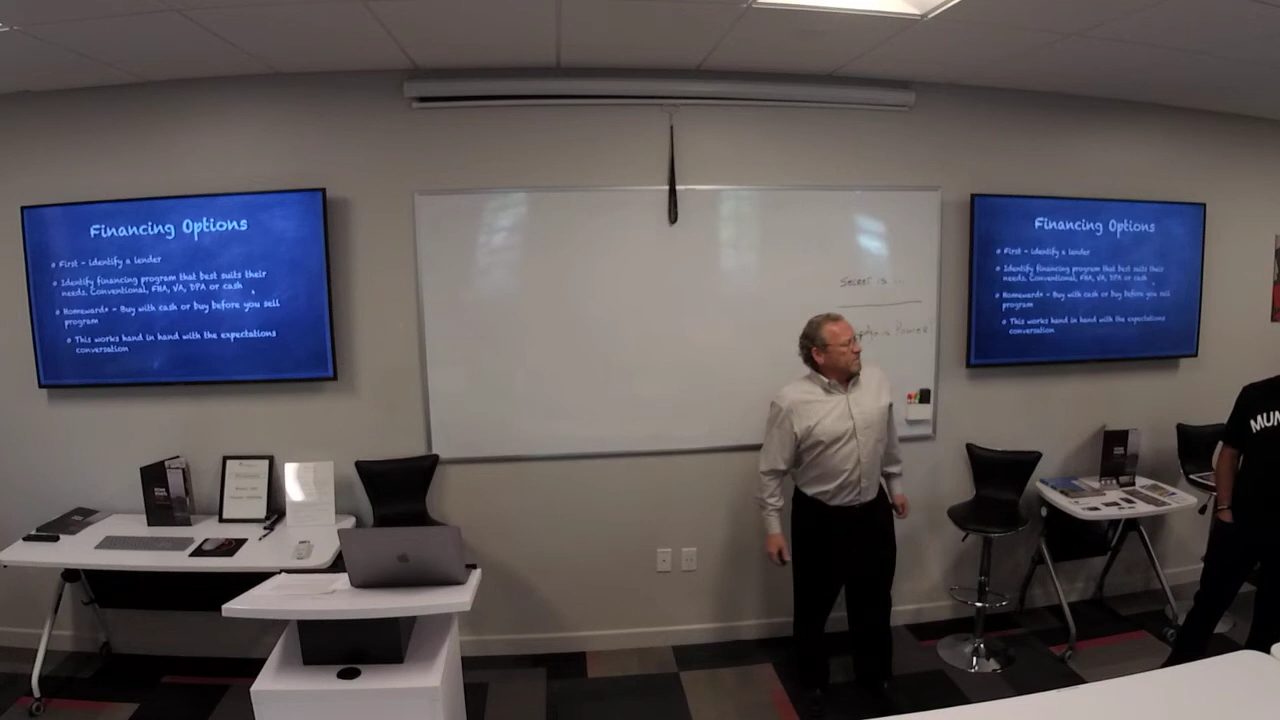 Financing Options
First - identify a lender
Identify financing program that best suits their
needs. Conventional, FHA, VA, DPA or cash
Homeward - Buy with cash or buy before you sell
program
This works hand in hand with the expectations
conversation
Secret is ...
is Power
Financing Options
First - identify a lender
Identify financing program that best suits their
needs. Conventional, FHA, VA, DPA or cash
Homeward - Buy with cash or buy before you sell
program
This works hand in hand with the expectations
conversation
MUN